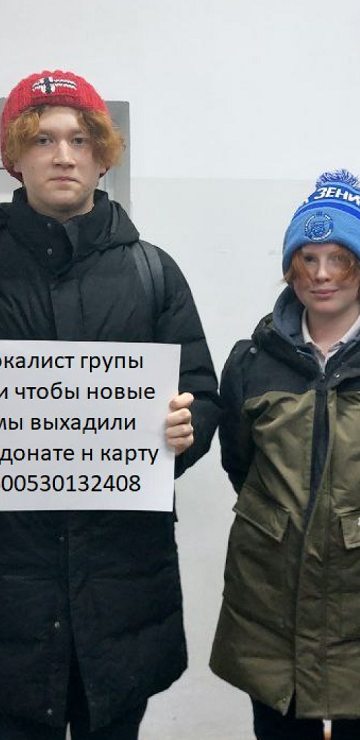 ЗЕНИ
окалист групы
и чтобы новые
мы выхадили
донате н карту
00530132408